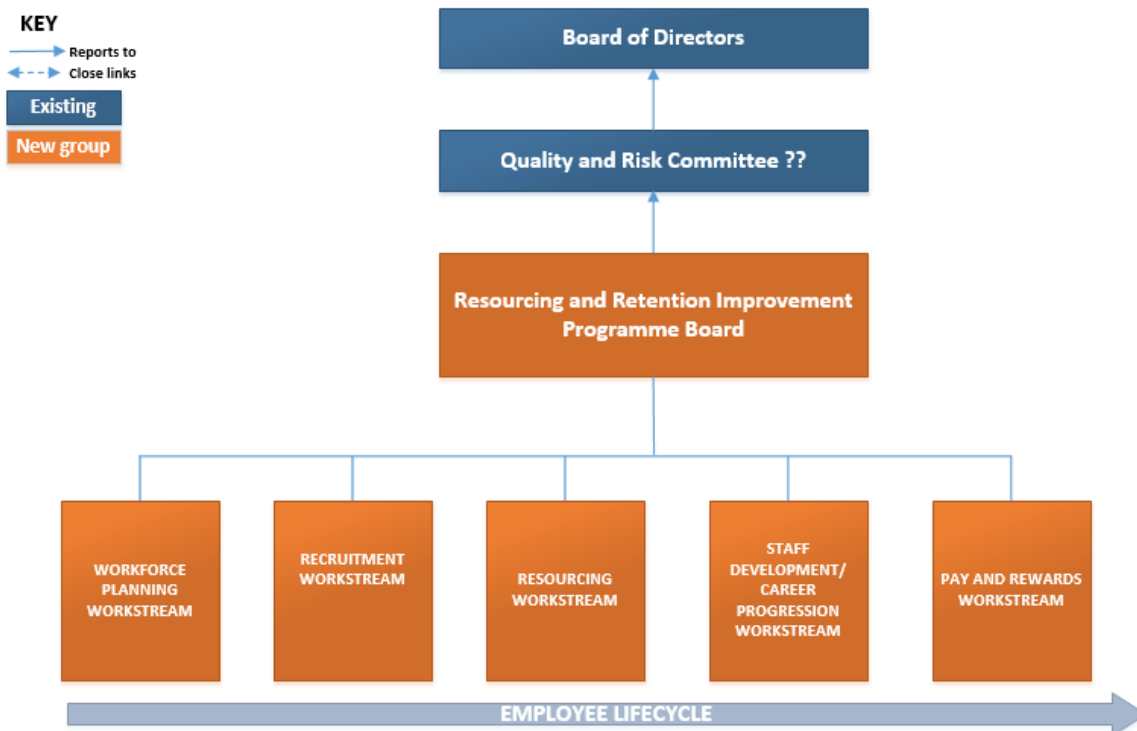 KEY
Reports to
Close links
Existing
New group
Board of Directors
Quality and Risk Committee ??
Resourcing and Retention Improvement
Programme Board
WORKFORCE
PLANNING
WORKSTREAM
RECRUITMENT
WORKSTREAM
RESOURCING
WORKSTREAM
STAFF
DEVELOPMENT/
CAREER
PROGRESSION
WORKSTREAM
PAY AND REWARDS
WORKSTREAM
EMPLOYEE LIFECYCLE